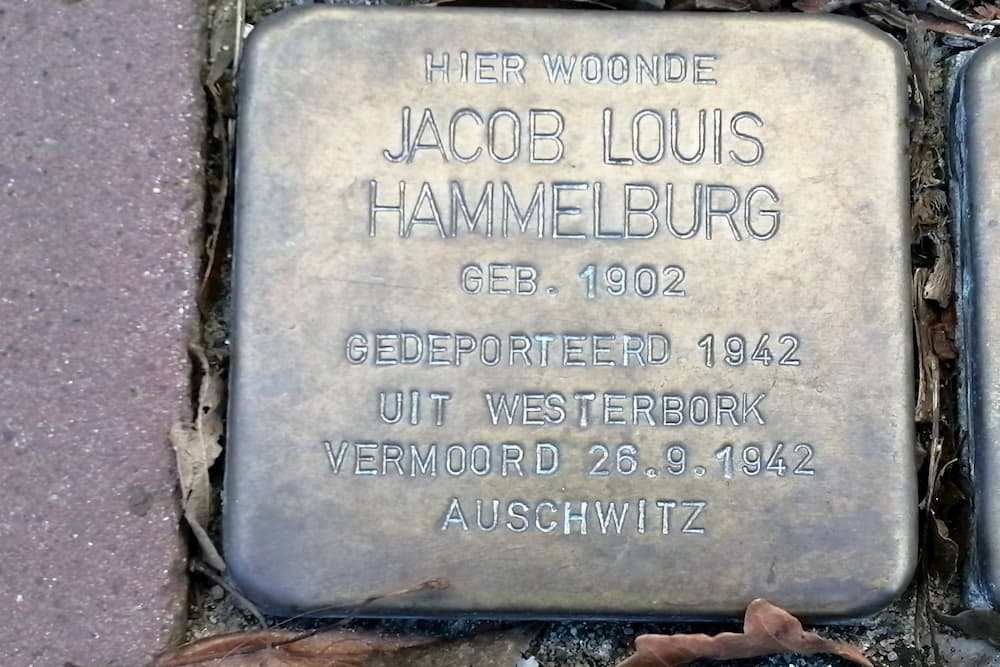 HIER WOONDE
JACOB LOUIS
HAMMELBURG
GEB. 1902
GEDEPORTEERD 1942
UIT WESTERBORK
VERMOORD 26.9.1942
AUSCHWITZ